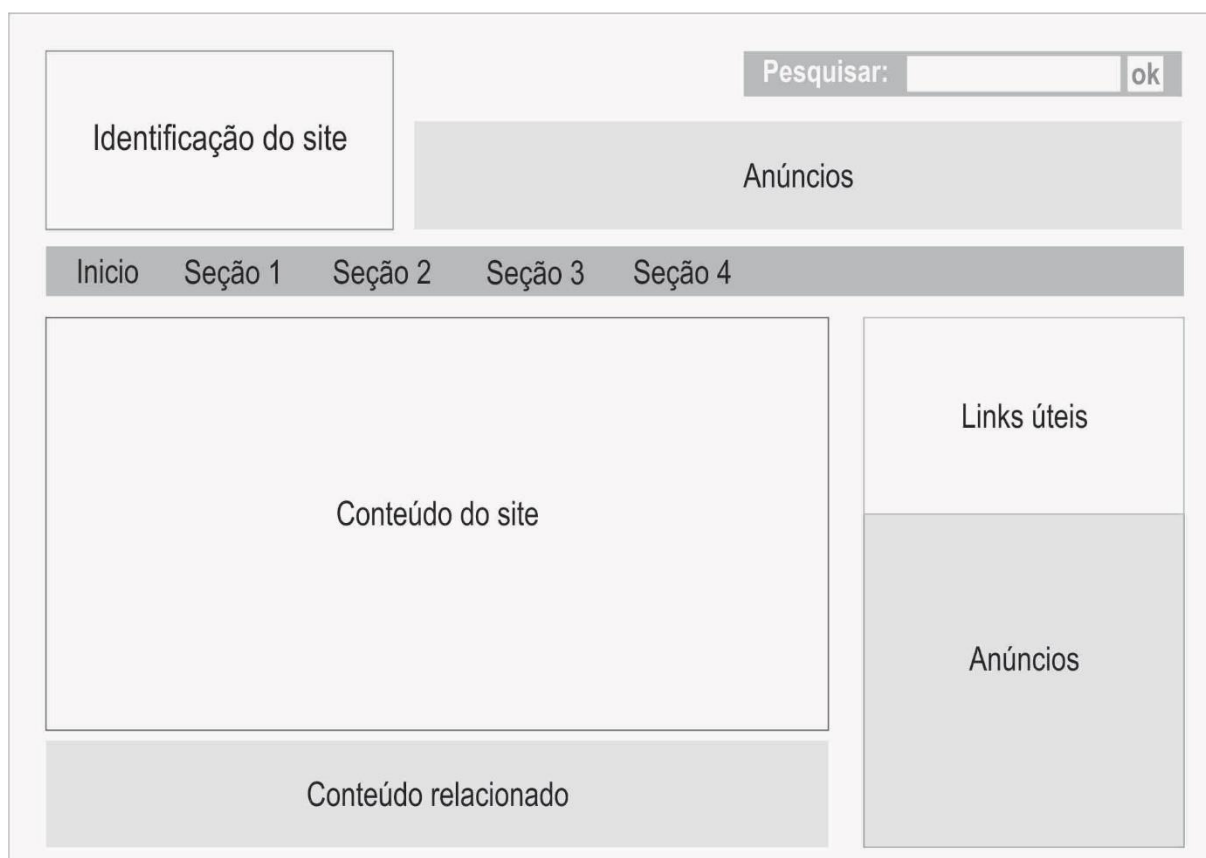 Pesquisar: ok
Identificação do site
Anúncios
Inicio Seção 1 Seção 2 Seção 3 Seção 4
Links úteis
Conteúdo do site
Anúncios
Conteúdo relacionado